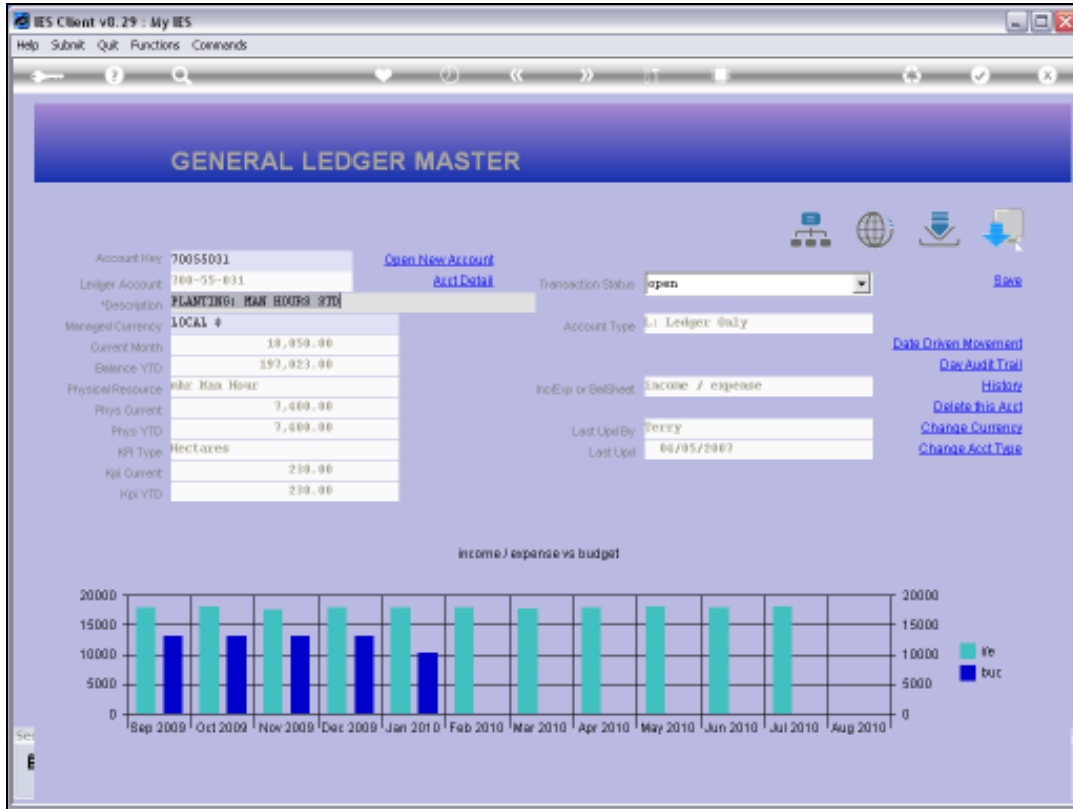 IES Client v8.29 : My IES
Help Submit Quit Functions Commands
GENERAL LEDGER MASTER
Account Key 70055031 Open New Account
Ledger Account 700-55-031 Acct Detail Transaction Status open Save
*Description PLANTING: MAN HOURS STD
Managed Currency LOCAL Account Type L: Ledger Only
Current Month 18,050.00 Date Driven Movement
Balance YTD 197,023.00 Day Audit Trail
Physical Resource mhr Man Hour Inc/Exp or BalSheet income / expense History
Phys Current 7,400.00 Delete this Acct
Phys YTD 7,400.00 Last Upd By Terry Change Currency
KPI Type Hectares Last Upd 04/05/2007 Change Acct Type
Kpi Current 230.00
Kpi YTD 230.00
income / expense vs budget
20000 20000
15000 15000
10000 10000 i/e
5000 5000 buc
0 0
Sep 2009 Oct 2009 Nov 2009 Dec 2009 Jan 2010 Feb 2010 Mar 2010 Apr 2010 May 2010 Jun 2010 Jul 2010 Aug 2010